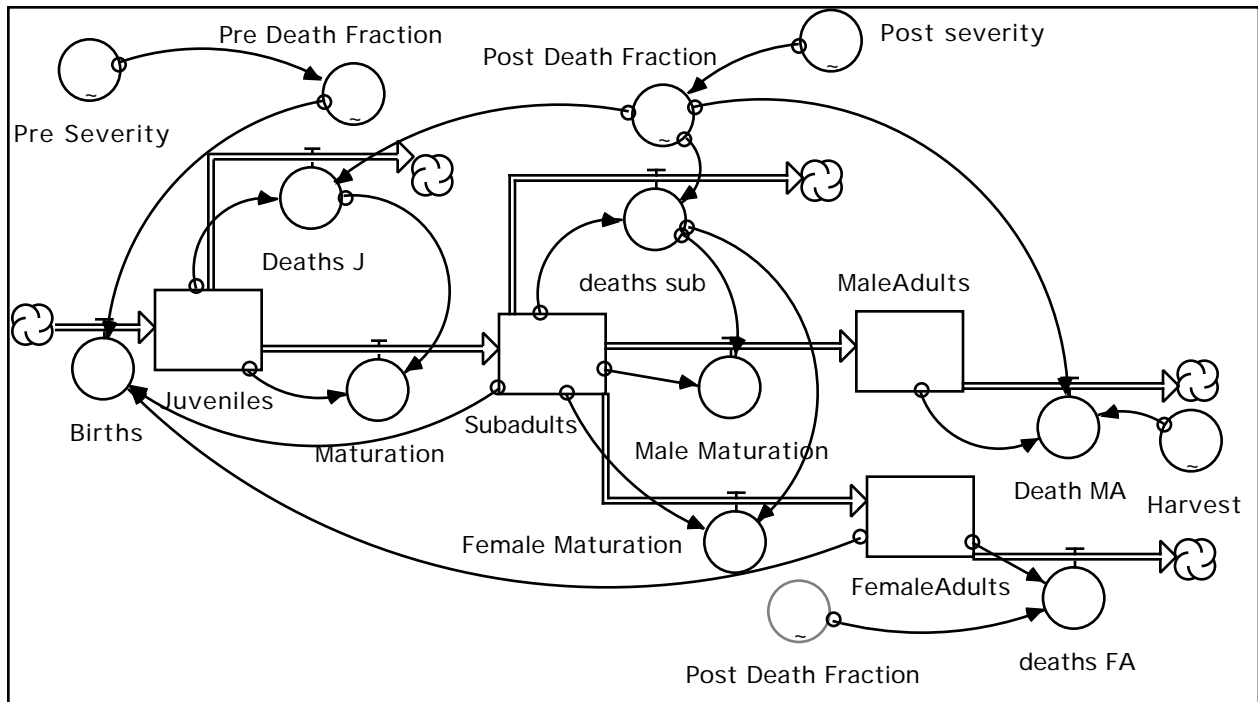 Pre Death Fraction
Post severity
Post Death Fraction
Pre Severity
Deaths J
deaths sub
MaleAdults
Juveniles
Births
Subadults
Maturation
Male Maturation
Death MA
Harvest
Female Maturation
FemaleAdults
Post Death Fraction
deaths FA
~
~
~
~
~
~